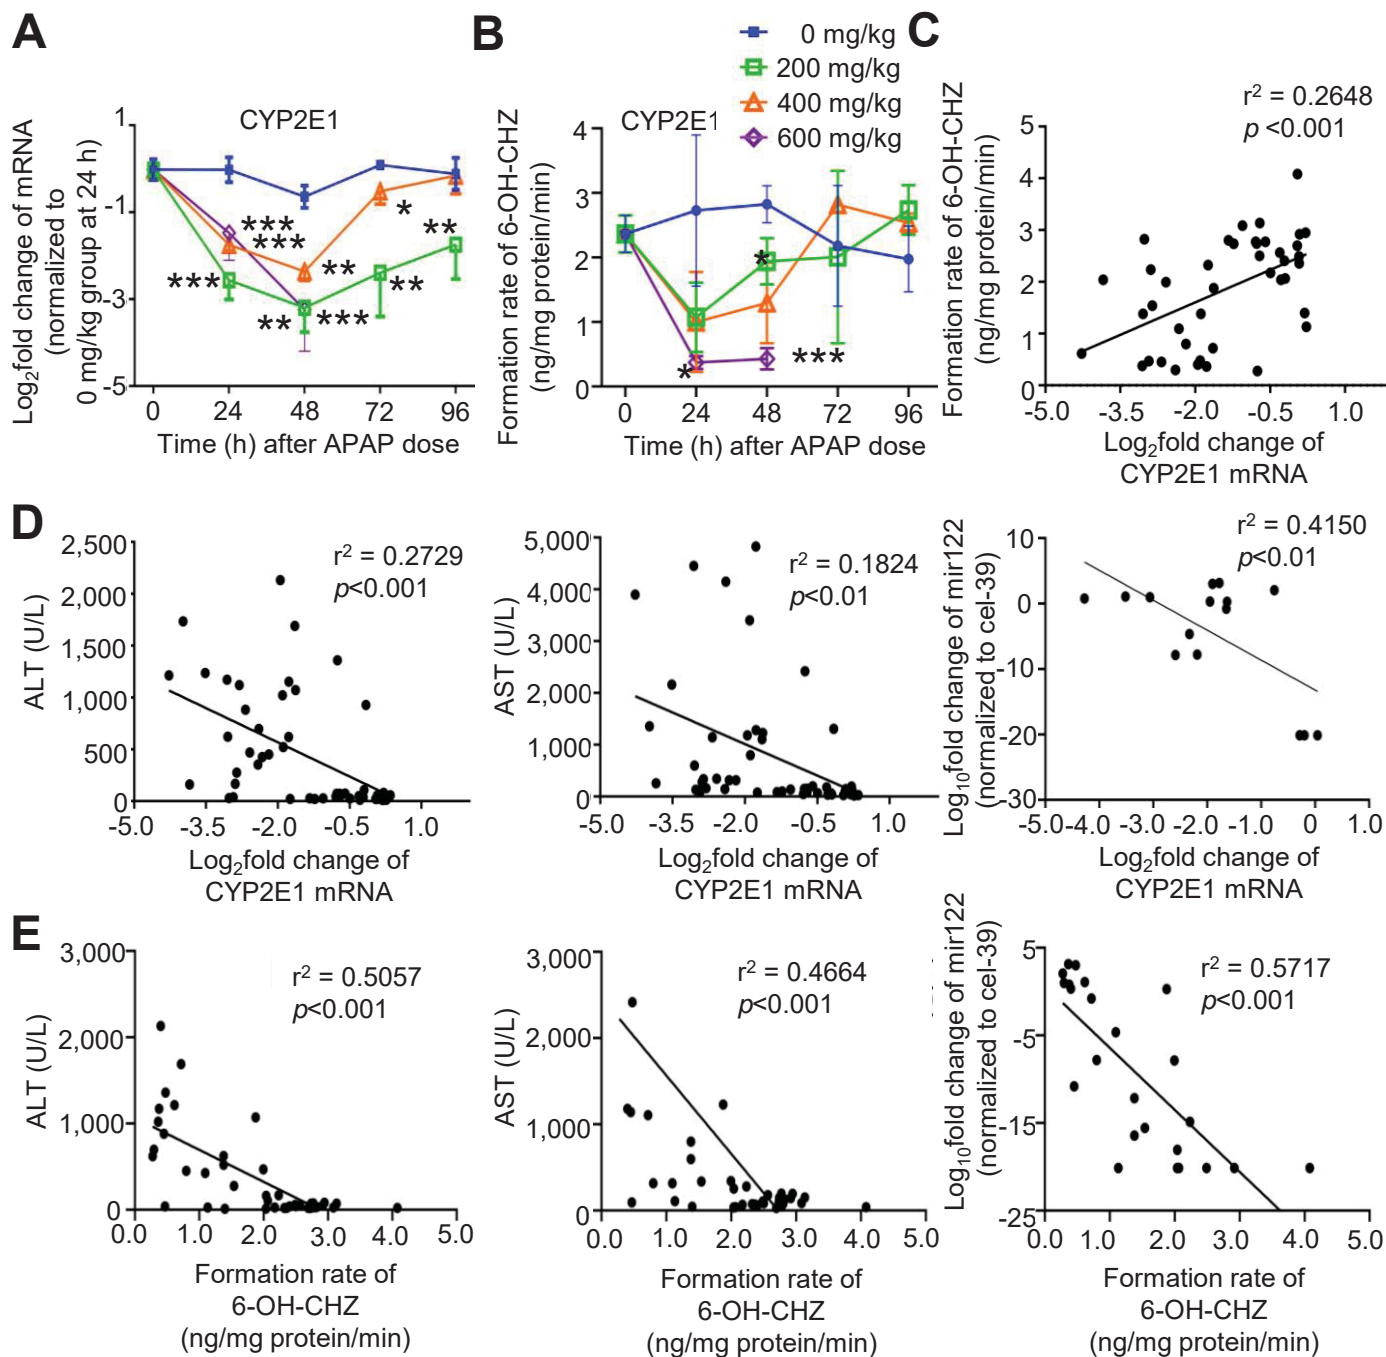 A
CYP2E1
Log2fold change of mRNA
(normalized to
0 mg/kg group at 24 h)
1
-1
-3
-5
***
***
***
**
**
***
*
**
**
0 24 48 72 96
Time (h) after APAP dose
B
0 mg/kg
200 mg/kg
400 mg/kg
600 mg/kg
CYP2E1
Formation rate of 6-OH-CHZ
(ng/mg protein/min)
4
3
2
1
0
*
*
***
0 24 48 72 96
Time (h) after APAP dose
C
r2 = 0.2648
p <0.001
Formation rate of 6-OH-CHZ
(ng/mg protein/min)
5
4
3
2
1
0
-5.0 -3.5 -2.0 -0.5 1.0
Log2fold change of
CYP2E1 mRNA
D
r2 = 0.2729
p<0.001
ALT (U/L)
2,500
2,000
1,500
1,000
500
0
-5.0 -3.5 -2.0 -0.5 1.0
Log2fold change of
CYP2E1 mRNA
r2 = 0.1824
p<0.01
AST (U/L)
5,000
4,000
3,000
2,000
1,000
0
-5.0 -3.5 -2.0 -0.5 1.0
Log2fold change of
CYP2E1 mRNA
r2 = 0.4150
p<0.01
Log10fold change of mir122
(normalized to cel-39)
10
0
-10
-20
-30
-5.0 -4.0 -3.0 -2.0 -1.0 0 1.0
Log2fold change of
CYP2E1 mRNA
E
r2 = 0.5057
p<0.001
ALT (U/L)
3,000
2,000
1,000
0
0.0 1.0 2.0 3.0 4.0 5.0
Formation rate of
6-OH-CHZ
(ng/mg protein/min)
r2 = 0.4664
p<0.001
AST (U/L)
3,000
2,000
1,000
0
0.0 1.0 2.0 3.0 4.0 5.0
Formation rate of
6-OH-CHZ
(ng/mg protein/min)
r2 = 0.5717
p<0.001
Log10fold change of mir122
(normalized to cel-39)
5
-5
-15
-25
0.0 1.0 2.0 3.0 4.0 5.0
Formation rate of
6-OH-CHZ
(ng/mg protein/min)